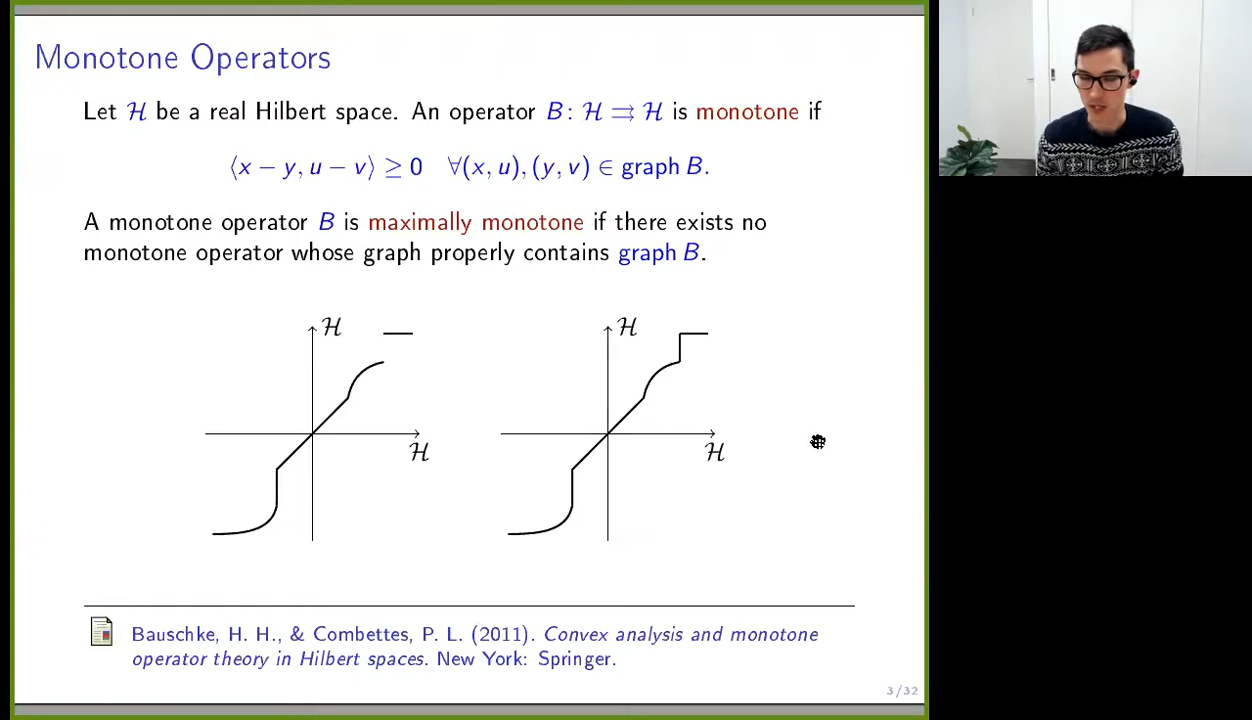 Monotone Operators
Let ℋ be a real Hilbert space. An operator B: ℋ ⇉ ℋ is monotone if
⟨x − y, u − v⟩ ≥ 0 ∀(x, u), (y, v) ∈ graph B.
A monotone operator B is maximally monotone if there exists no
monotone operator whose graph properly contains graph B.
ℋ
ℋ
ℋ
ℋ
Bauschke, H. H., & Combettes, P. L. (2011). Convex analysis and monotone
operator theory in Hilbert spaces. New York: Springer.
3/32